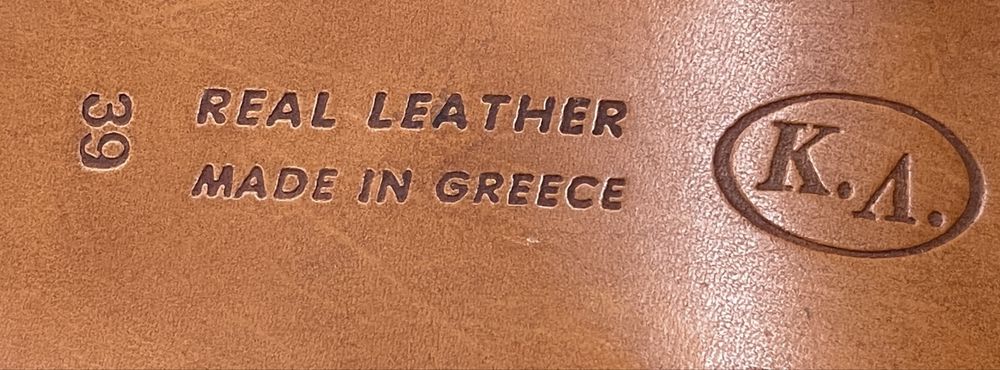 39
REAL LEATHER
MADE IN GREECE
Κ.Λ.